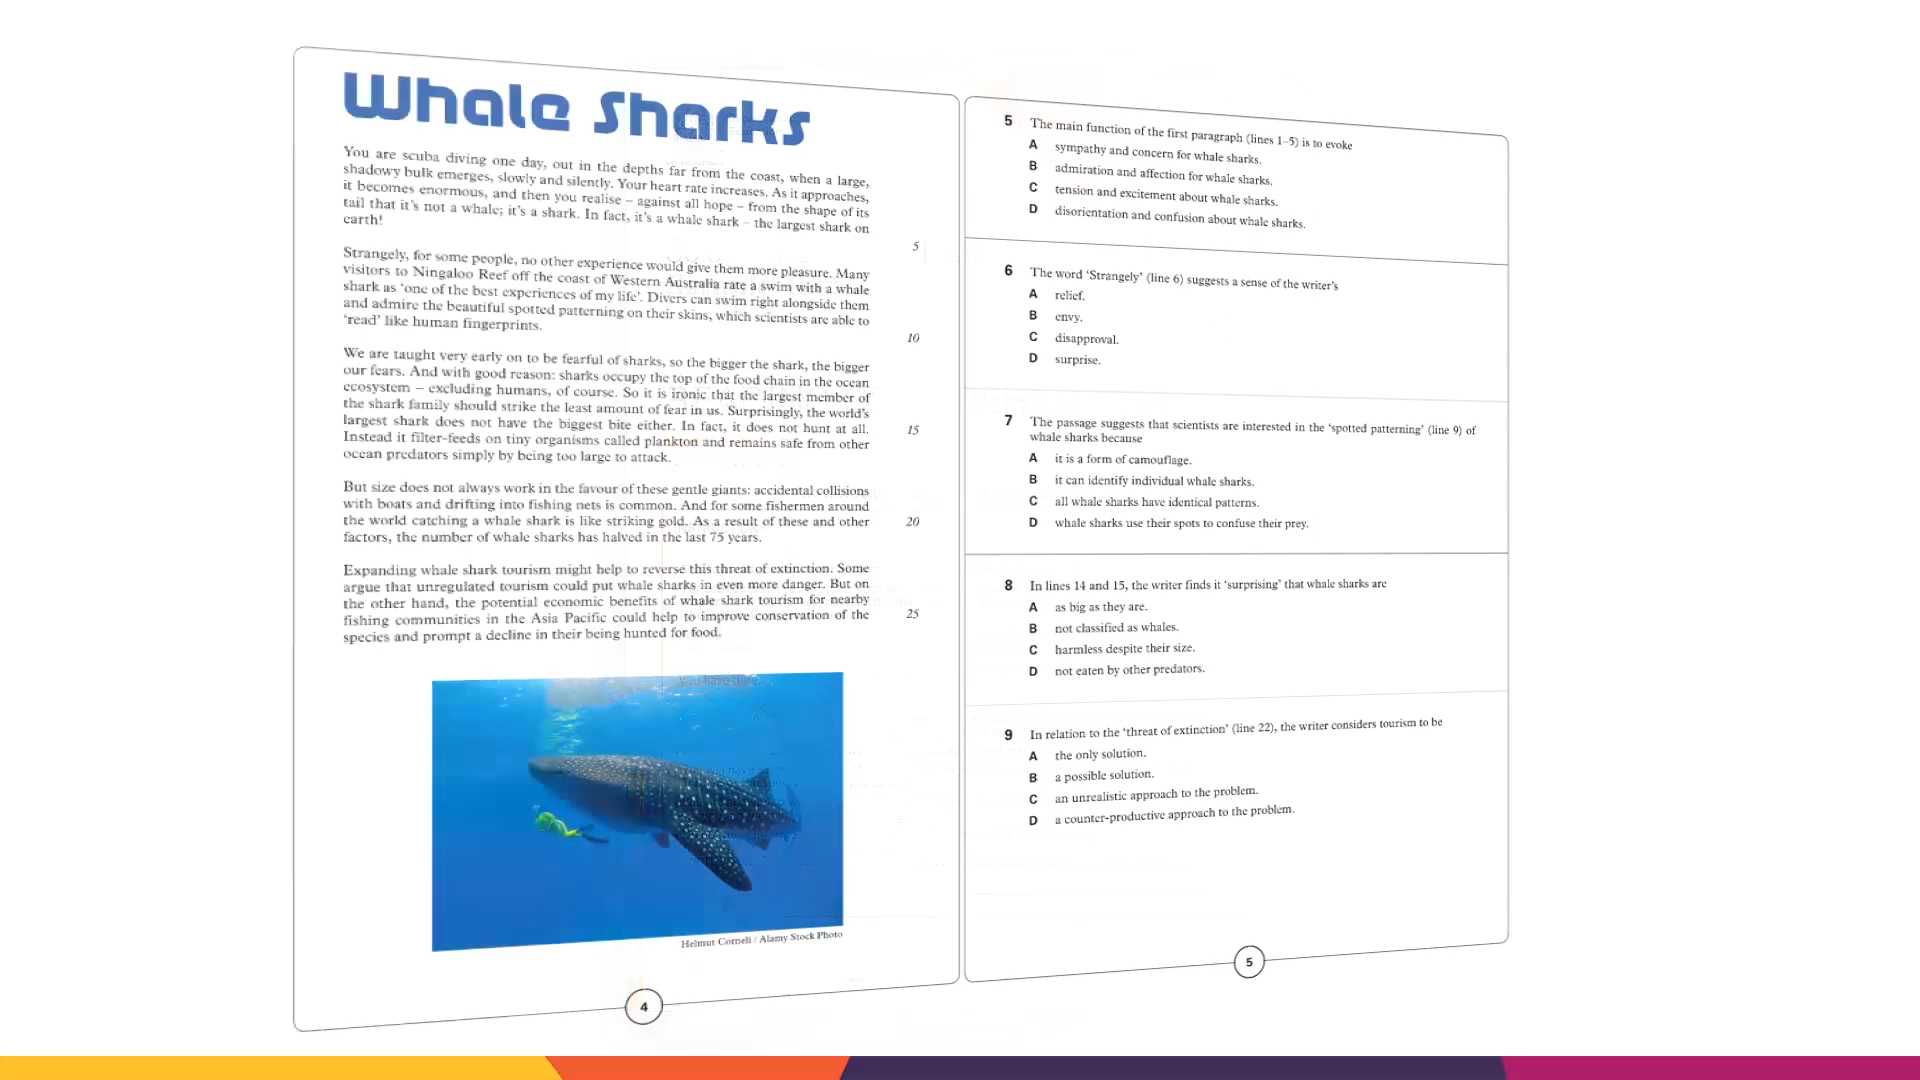 Whale Sharks
You are scuba diving one day, out in the depths far from the coast, when a large,
shadowy bulk emerges, slowly and silently. Your heart rate increases. As it approaches,
it becomes enormous, and then you realise – against all hope – from the shape of its
tail that it's not a whale; it's a shark. In fact, it's a whale shark – the largest shark on
earth!
5
Strangely, for some people, no other experience would give them more pleasure. Many
visitors to Ningaloo Reef off the coast of Western Australia rate a swim with a whale
shark as 'one of the best experiences of my life'. Divers can swim right alongside them
and admire the beautiful spotted patterning on their skins, which scientists are able to
'read' like human fingerprints.
10
We are taught very early on to be fearful of sharks, so the bigger the shark, the bigger
our fears. And with good reason: sharks occupy the top of the food chain in the ocean
ecosystem – excluding humans, of course. So it is ironic that the largest member of
the shark family should strike the least amount of fear in us. Surprisingly, the world's
largest shark does not have the biggest bite either. In fact, it does not hunt at all.
15
Instead it filter-feeds on tiny organisms called plankton and remains safe from other
ocean predators simply by being too large to attack.
But size does not always work in the favour of these gentle giants: accidental collisions
with boats and drifting into fishing nets is common. And for some fishermen around
the world catching a whale shark is like striking gold. As a result of these and other
20
factors, the number of whale sharks has halved in the last 75 years.
Expanding whale shark tourism might help to reverse this threat of extinction. Some
argue that unregulated tourism could put whale sharks in even more danger. But on
the other hand, the potential economic benefits of whale shark tourism for nearby
fishing communities in the Asia Pacific could help to improve conservation of the
25
species and prompt a decline in their being hunted for food.
Helmut Corneli / Alamy Stock Photo
4
5 The main function of the first paragraph (lines 1–5) is to evoke
A sympathy and concern for whale sharks.
B admiration and affection for whale sharks.
C tension and excitement about whale sharks.
D disorientation and confusion about whale sharks.
6 The word 'Strangely' (line 6) suggests a sense of the writer's
A relief.
B envy.
C disapproval.
D surprise.
7 The passage suggests that scientists are interested in the 'spotted patterning' (line 9) of
whale sharks because
A it is a form of camouflage.
B it can identify individual whale sharks.
C all whale sharks have identical patterns.
D whale sharks use their spots to confuse their prey.
8 In lines 14 and 15, the writer finds it 'surprising' that whale sharks are
A as big as they are.
B not classified as whales.
C harmless despite their size.
D not eaten by other predators.
9 In relation to the 'threat of extinction' (line 22), the writer considers tourism to be
A the only solution.
B a possible solution.
C an unrealistic approach to the problem.
D a counter-productive approach to the problem.
5